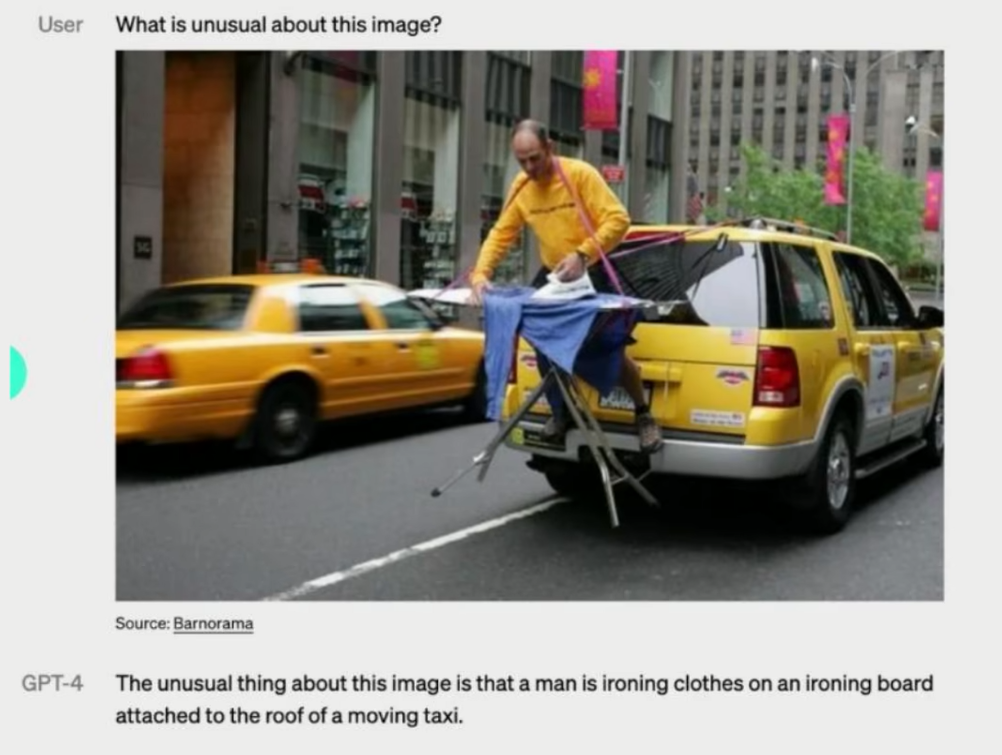 User
What is unusual about this image?
Source: Barnorama
GPT-4
The unusual thing about this image is that a man is ironing clothes on an ironing board
attached to the roof of a moving taxi.